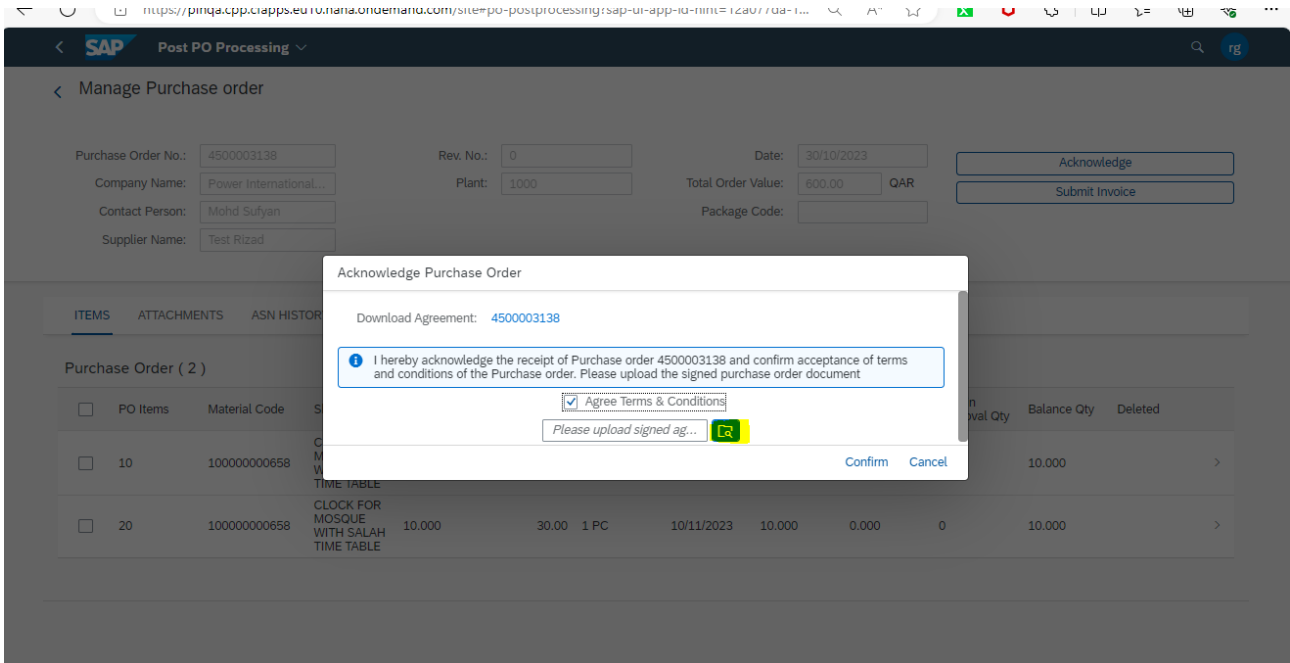 https://pinqa.cpp.cfapps.eu10.hana.ondemand.com/site#po-postprocessing?sap-ui-app-id-hint=12a077da-1...
SAP Post PO Processing rg
Manage Purchase order
Purchase Order No.: 4500003138 Rev. No.: 0 Date: 30/10/2023 Acknowledge
Company Name: Power International... Plant: 1000 Total Order Value: 600.00 QAR Submit Invoice
Contact Person: Mohd Sufyan Package Code:
Supplier Name: Test Rizad
Acknowledge Purchase Order
Download Agreement: 4500003138
I hereby acknowledge the receipt of Purchase order 4500003138 and confirm acceptance of terms
and conditions of the Purchase order. Please upload the signed purchase order document
Agree Terms & Conditions
Please upload signed ag...
Confirm Cancel
ITEMS ATTACHMENTS ASN HISTOR
Purchase Order ( 2 )
PO Items Material Code Balance Qty Deleted
oval Qty
10 100000000658 10.000
TIME TABLE
20 100000000658 CLOCK FOR
MOSQUE
WITH SALAH
TIME TABLE 10.000 30.00 1 PC 10/11/2023 10.000 0.000 0 10.000